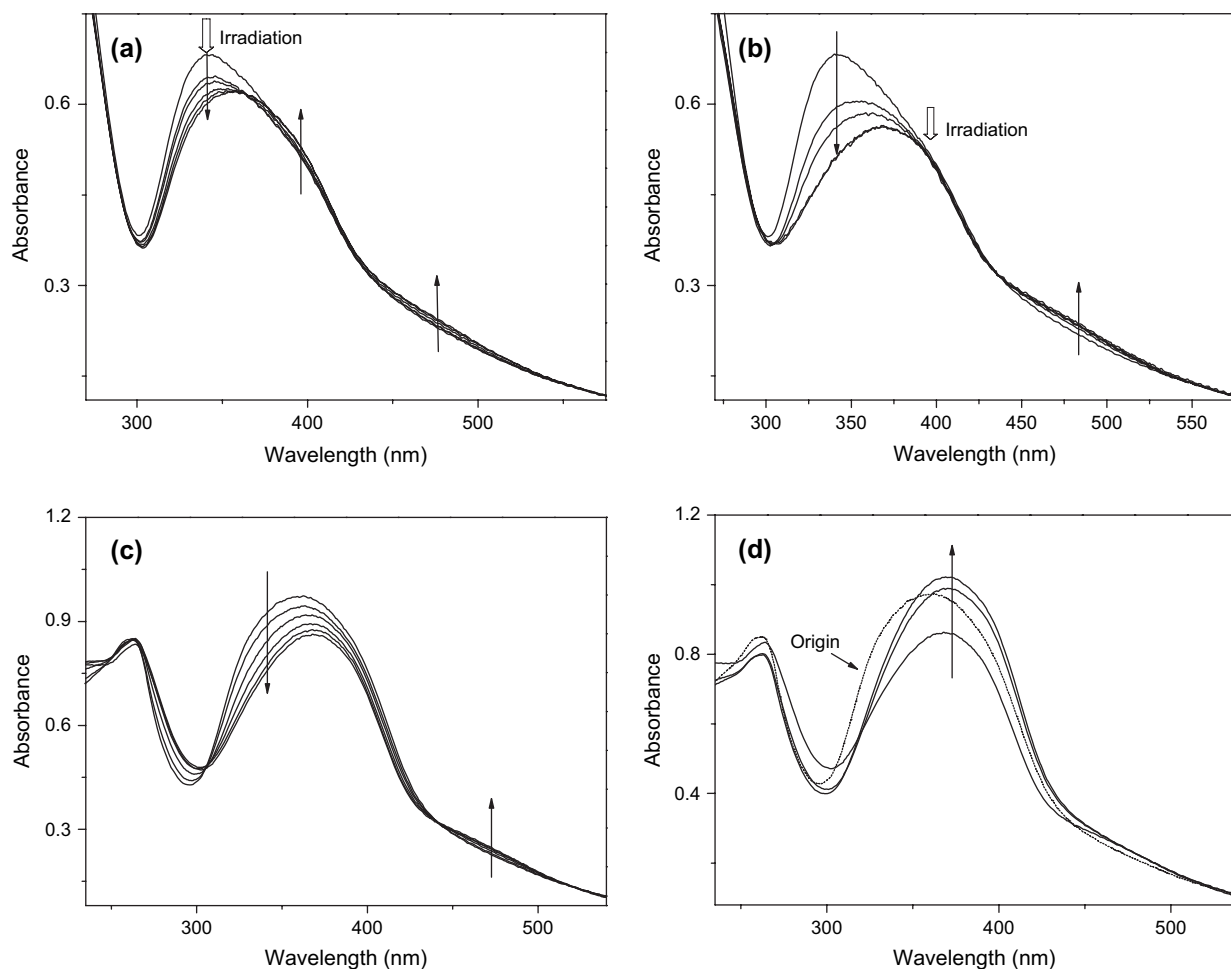 (a)
Irradiation
0.6
0.3
Absorbance
300
400
500
Wavelength (nm)
(b)
Irradiation
0.6
0.3
Absorbance
300
350
400
450
500
550
Wavelength (nm)
(c)
1.2
0.9
0.6
0.3
Absorbance
300
400
500
Wavelength (nm)
(d)
Origin
1.2
0.8
0.4
Absorbance
300
400
500
Wavelength (nm)